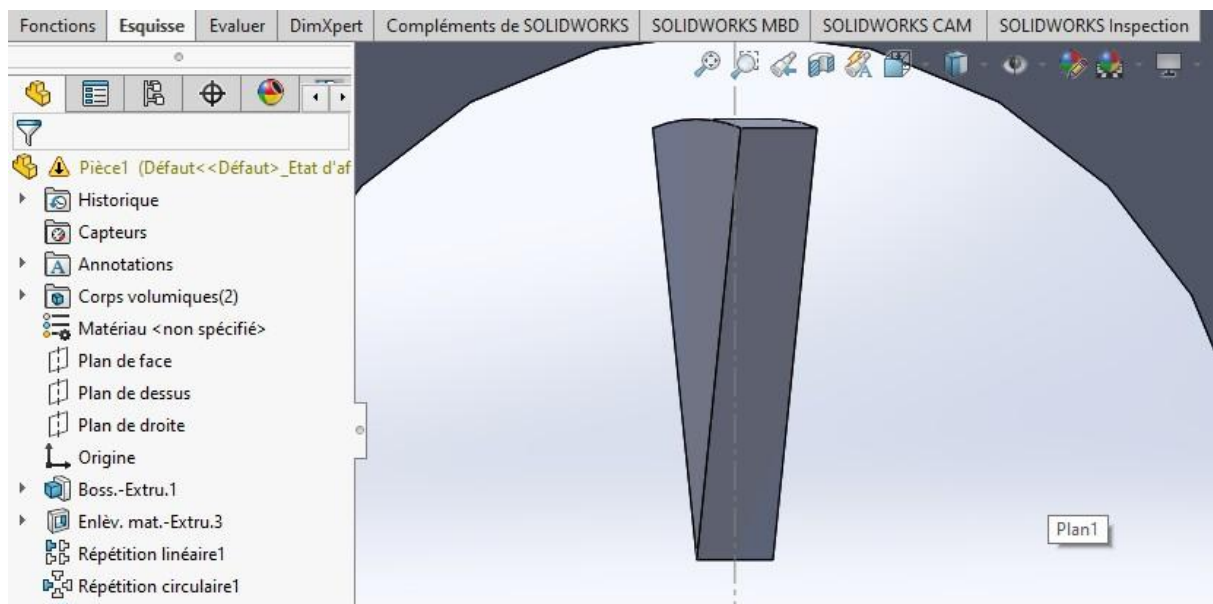 Fonctions Esquisse Evaluer DimXpert Compléments de SOLIDWORKS SOLIDWORKS MBD SOLIDWORKS CAM SOLIDWORKS Inspection
Pièce1 (Défaut<<Défaut>_Etat d'af
Historique
Capteurs
Annotations
Corps volumiques(2)
Matériau <non spécifié>
Plan de face
Plan de dessus
Plan de droite
Origine
Boss.-Extru.1
Enlèv. mat.-Extru.3
Répétition linéaire1
Répétition circulaire1
Plan1